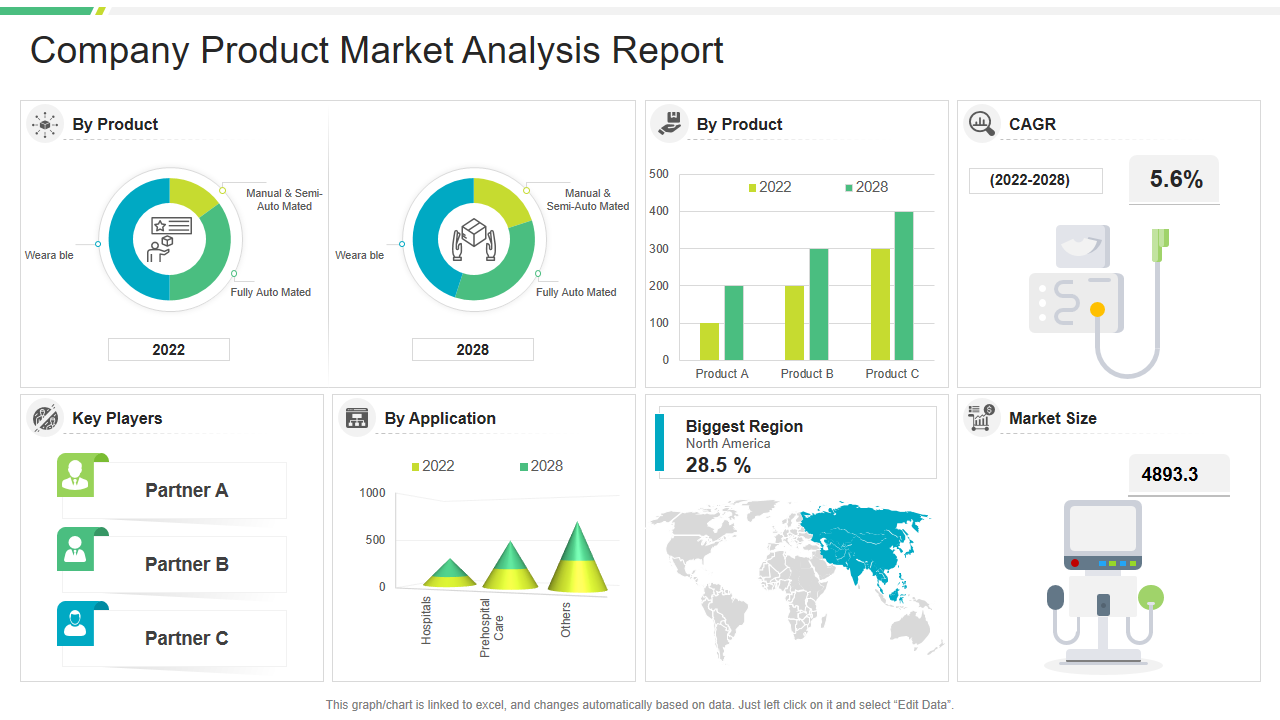 Company Product Market Analysis Report
By Product
Manual & Semi-
Auto Mated
Weara ble
Fully Auto Mated
2022
Manual &
Semi-Auto Mated
Weara ble
Fully Auto Mated
2028
By Product
2022
2028
500
400
300
200
100
0
Product A
Product B
Product C
CAGR
(2022-2028)
5.6%
Key Players
Partner A
Partner B
Partner C
By Application
2022
2028
1000
500
0
Hospitals
Prehospital
Care
Others
Biggest Region
North America
28.5 %
Market Size
4893.3
This graph/chart is linked to excel, and changes automatically based on data. Just left click on it and select “Edit Data”.